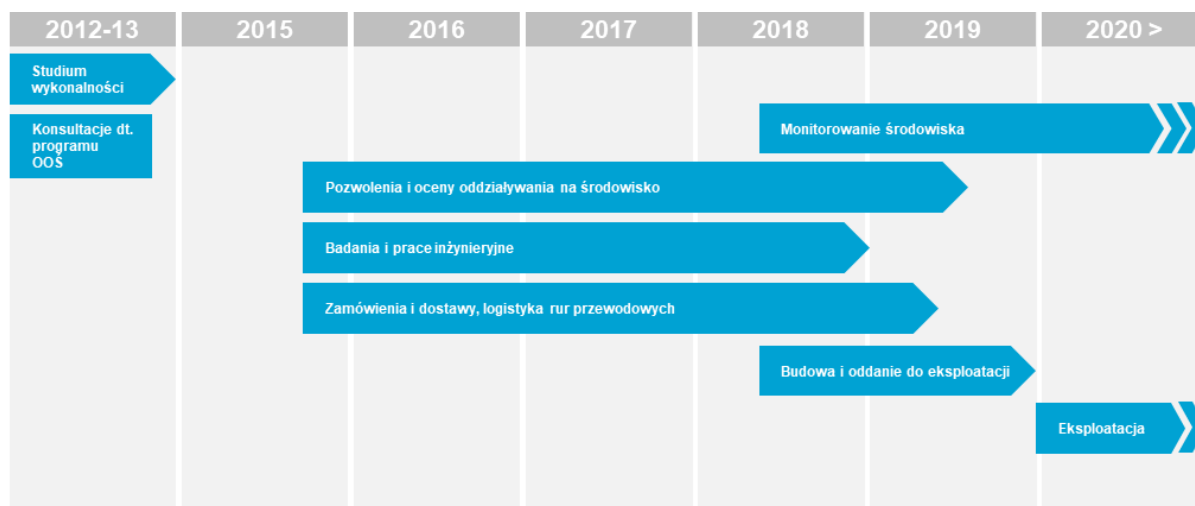 2012-13 2015 2016 2017 2018 2019 2020 >
Studium
wykonalności
Konsultacje dt.
programu
OOŚ
Monitorowanie środowiska
Pozwolenia i oceny oddziaływania na środowisko
Badania i prace inżynieryjne
Zamówienia i dostawy, logistyka rur przewodowych
Budowa i oddanie do eksploatacji
Eksploatacja